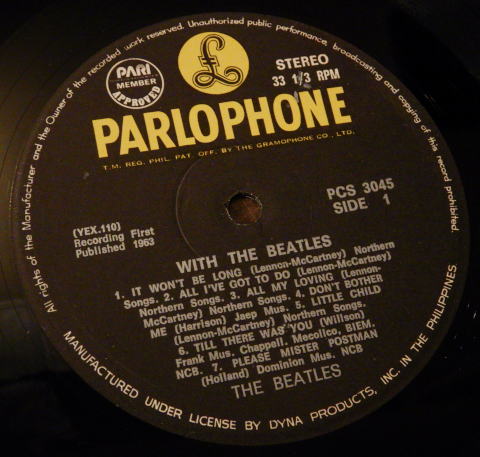 All rights of the Manufacturer and the Owner of the recorded work reserved. Unauthorized public performance, broadcasting and copying of this record prohibited.
PARI
MEMBER
APPROVED
£
STEREO
33 1/3 RPM
PARLOPHONE
T.M. REG. PHIL. PAT. OFF. BY THE GRAMOPHONE CO., LTD.
PCS 3045
SIDE 1
(YEX.110)
Recording First
Published 1963
WITH THE BEATLES
1. IT WON'T BE LONG (Lennon-McCartney) Northern
Songs. 2. ALL I'VE GOT TO DO (Lennon-McCartney)
Northern Songs. 3. ALL MY LOVING (Lennon-
McCartney) Northern Songs. 4. DON'T BOTHER
ME (Harrison) Jaep Mus. 5. LITTLE CHILD
(Lennon-McCartney) Northern Songs.
6. TILL THERE WAS YOU (Willson)
Frank Mus. Chappell, Mecolico, BIEM,
NCB. 7. PLEASE MISTER POSTMAN
(Holland) Dominion Mus. NCB
THE BEATLES
MANUFACTURED UNDER LICENSE BY DYNA PRODUCTS, INC. IN THE PHILIPPINES